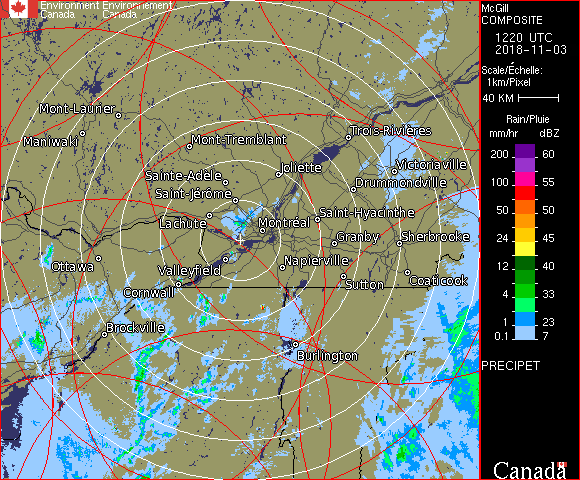 Environment Environnement
Canada Canada
McGill
COMPOSITE
1220 UTC
2018-11-03
Scale/Échelle:
1km/Pixel
40 KM
Rain/Pluie
mm/hr dBZ
200 60
100 55
50 50
24 45
12 40
4 33
1 23
0.1 7
PRECIPET
Canada
Mont-Laurier
Maniwaki
Mont-Tremblant
Trois-Rivières
Sainte-Adèle
Joliette
Victoriaville
Saint-Jérôme
Drummondville
Lachute
Montréal
Saint-Hyacinthe
Granby
Sherbrooke
Ottawa
Valleyfield
Napierville
Cornwall
Sutton
Coaticook
Brockville
Burlington